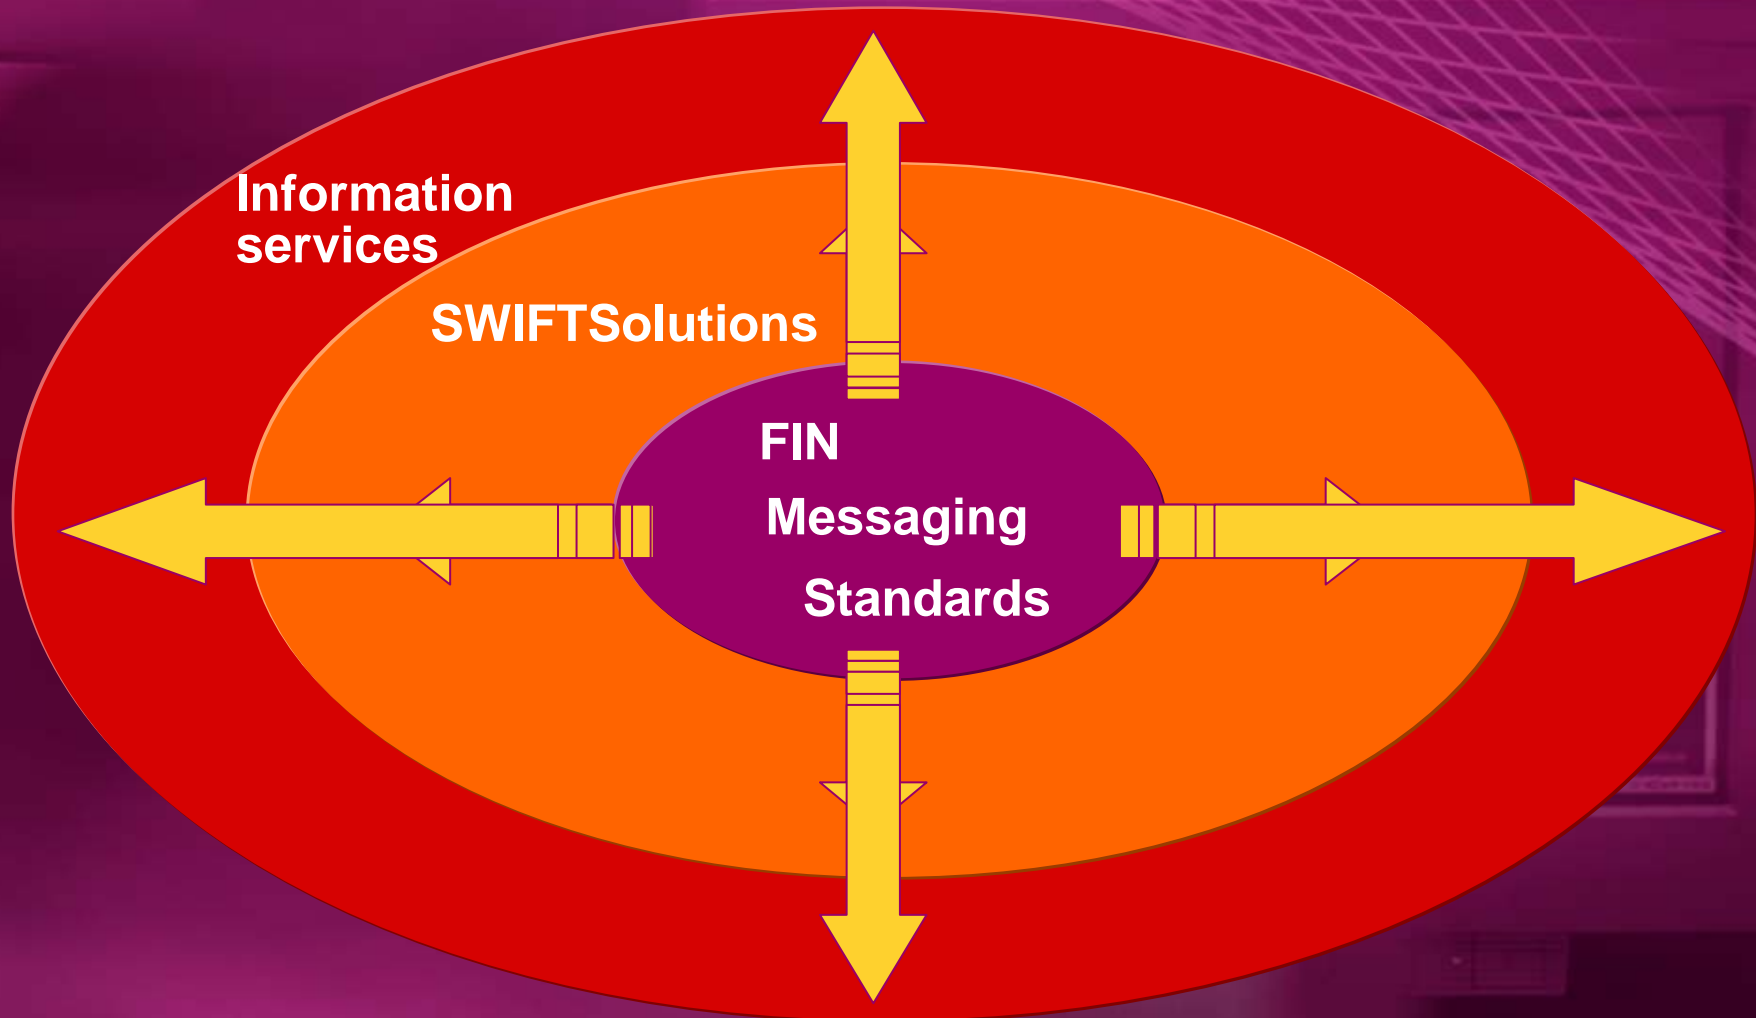 Information
services
SWIFTSolutions
FIN
Messaging
Standards